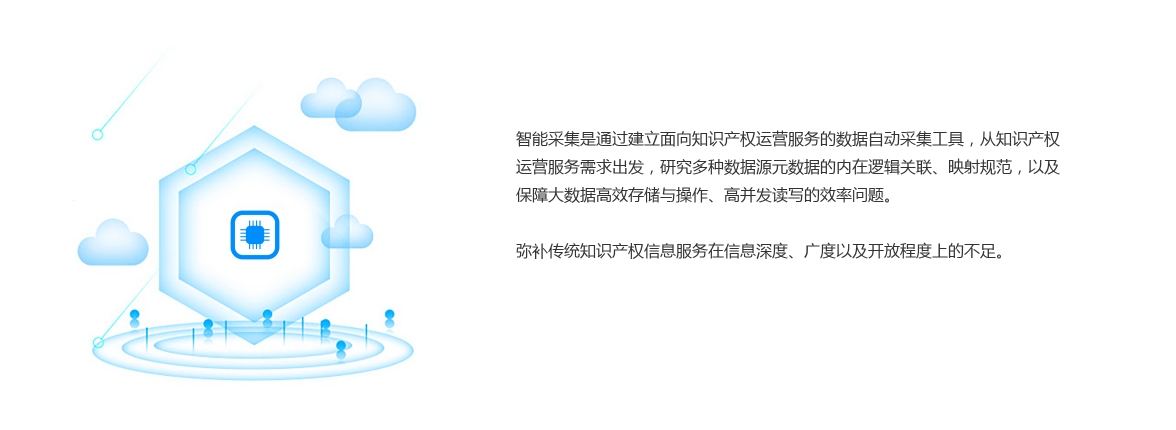 智能采集是通过建立面向知识产权运营服务的数据自动采集工具，从知识产权
运营服务需求出发，研究多种数据源元数据的内在逻辑关联、映射规范，以及
保障大数据高效存储与操作、高并发读写的效率问题。
弥补传统知识产权信息服务在信息深度、广度以及开放程度上的不足。